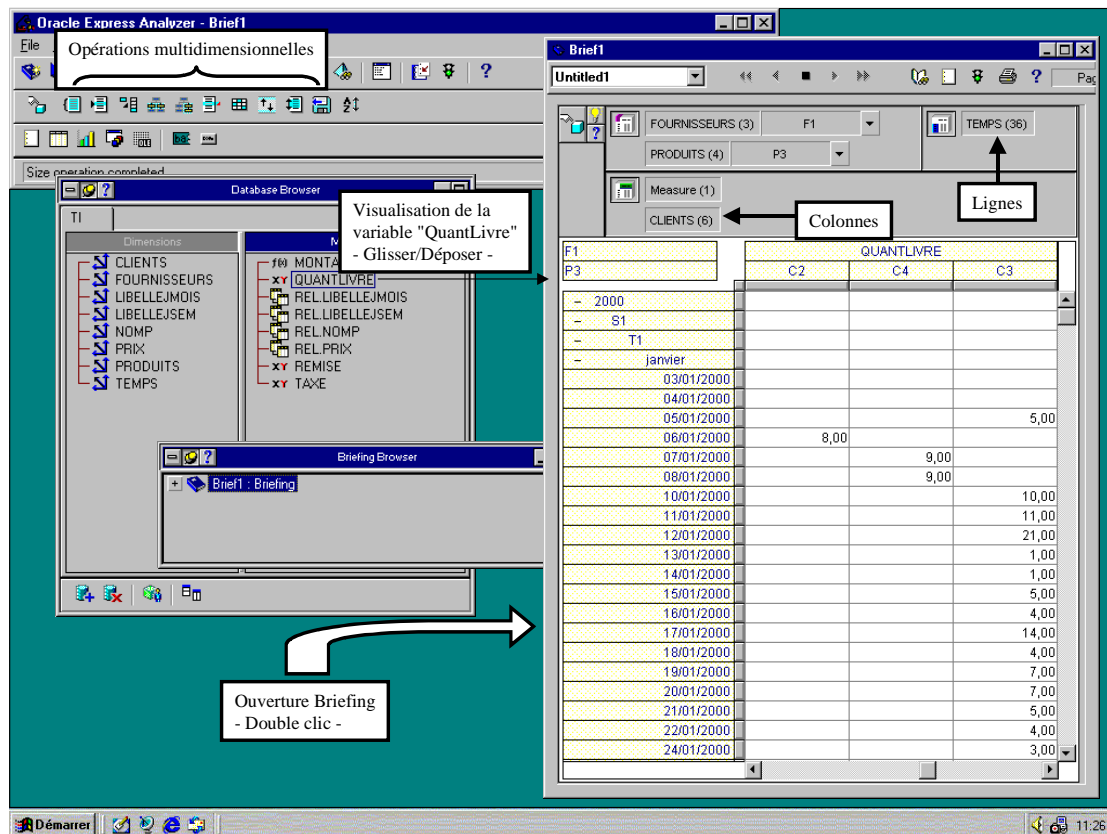 Oracle Express Analyzer - Brief1
File
Opérations multidimensionnelles
?
Size operation completed
Database Browser
TI
Dimensions
CLIENTS
FOURNISSEURS
LIBELLEJMOIS
LIBELLEJSEM
NOMP
PRIX
PRODUITS
TEMPS
f(x) MONTA
XY QUANTLIVRE
REL.LIBELLEJMOIS
REL.LIBELLEJSEM
REL.NOMP
REL.PRIX
XY REMISE
XY TAXE
Visualisation de la
variable "QuantLivre"
- Glisser/Déposer -
Briefing Browser
+ Brief1 : Briefing
Ouverture Briefing
- Double clic -
Brief1
Untitled1
? Pag
FOURNISSEURS (3) F1
TEMPS (36)
PRODUITS (4) P3
Measure (1)
CLIENTS (6)
Colonnes
Lignes
F1 QUANTLIVRE
P3 C2 C4 C3
- 2000
- S1
- T1
- janvier
03/01/2000
04/01/2000
05/01/2000 5,00
06/01/2000 8,00
07/01/2000 9,00
08/01/2000 9,00
10/01/2000 10,00
11/01/2000 11,00
12/01/2000 21,00
13/01/2000 1,00
14/01/2000 1,00
15/01/2000 5,00
16/01/2000 4,00
17/01/2000 14,00
18/01/2000 4,00
19/01/2000 7,00
20/01/2000 7,00
21/01/2000 5,00
22/01/2000 4,00
24/01/2000 3,00
Démarrer
11:26